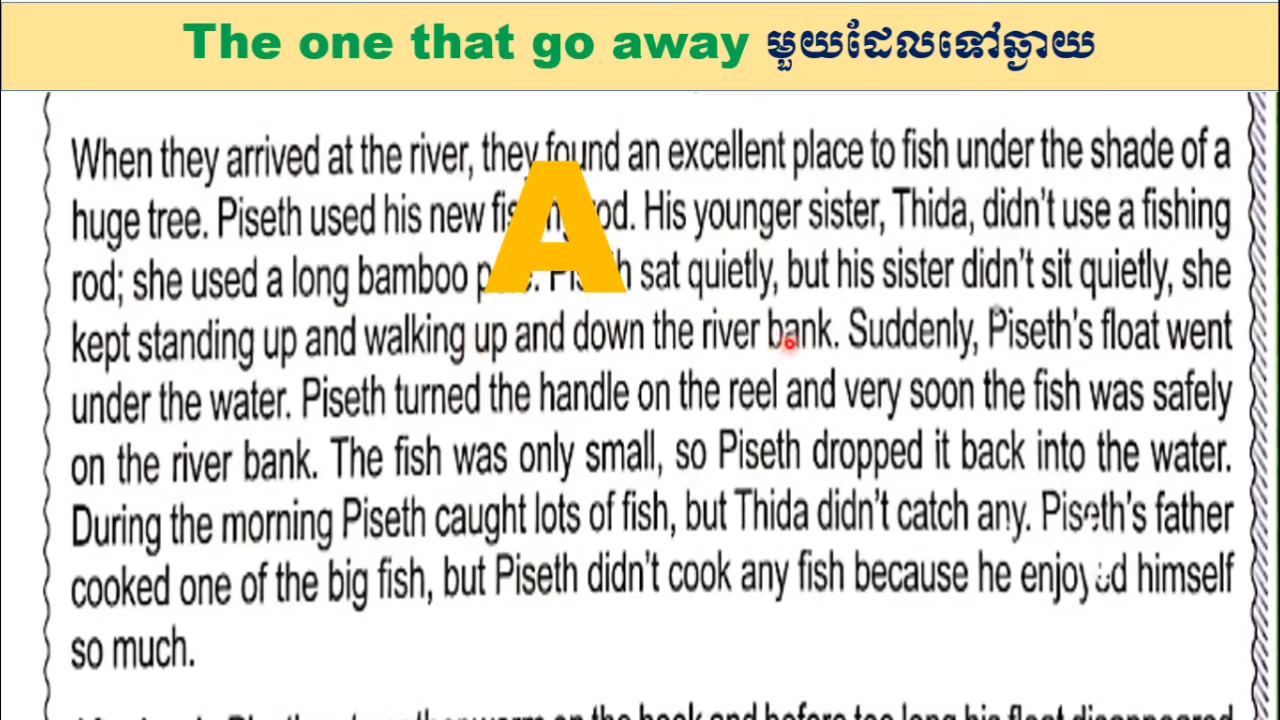 The one that go away មួយដែលទៅឆ្ងាយ
When they arrived at the river, they found an excellent place to fish under the shade of a
huge tree. Piseth used his new fishing rod. His younger sister, Thida, didn't use a fishing
A
rod; she used a long bamboo pole. Piseth sat quietly, but his sister didn't sit quietly, she
kept standing up and walking up and down the river bank. Suddenly, Piseth's float went
under the water. Piseth turned the handle on the reel and very soon the fish was safely
on the river bank. The fish was only small, so Piseth dropped it back into the water.
During the morning Piseth caught lots of fish, but Thida didn't catch any. Piseth's father
cooked one of the big fish, but Piseth didn't cook any fish because he enjoyed himself
so much.